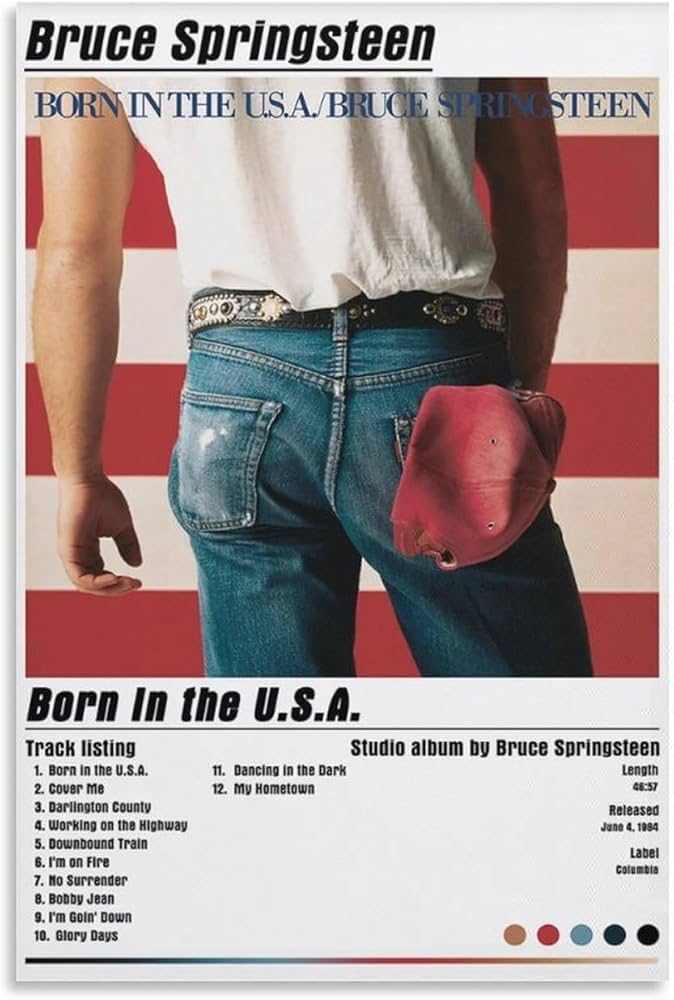 Bruce Springsteen
BORN IN THE U.S.A./BRUCE SPRINGSTEEN
Born In the U.S.A.
Track listing
1. Born in the U.S.A.
2. Cover Me
3. Darlington County
4. Working on the Highway
5. Downbound Train
6. I'm on Fire
7. No Surrender
8. Bobby Jean
9. I'm Goin' Down
10. Glory Days
11. Dancing in the Dark
12. My Hometown
Studio album by Bruce Springsteen
Length
46:57
Released
June 4, 1984
Label
Columbia